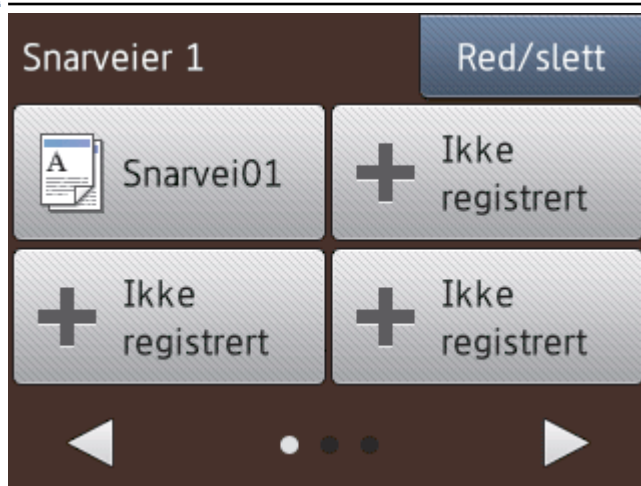 Snarveier 1
Red/slett
A
Snarvei01
Ikke
registrert
Ikke
registrert
Ikke
registrert